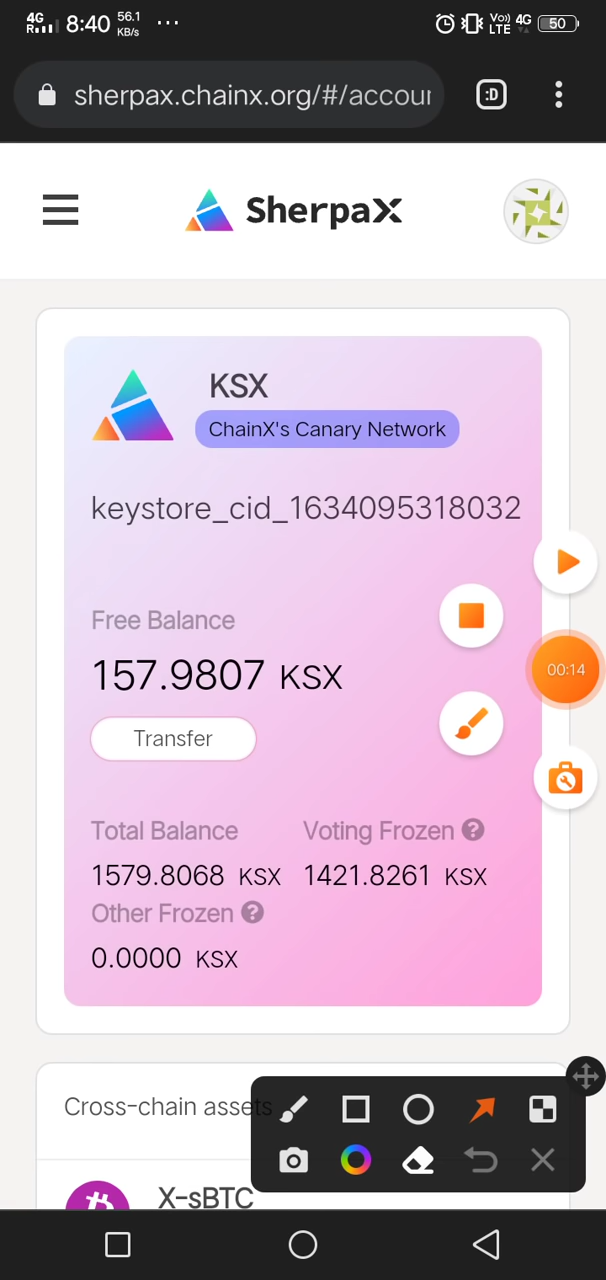 4G
R
8:40
56.1
KB/s
...
Vo))
LTE
4G
50
sherpax.chainx.org/#/accour
:D
SherpaX
KSX
ChainX's Canary Network
keystore_cid_1634095318032
Free Balance
157.9807 KSX
00:14
Transfer
Total Balance Voting Frozen ?
1579.8068 KSX 1421.8261 KSX
Other Frozen ?
0.0000 KSX
Cross-chain assets
X-sBTC